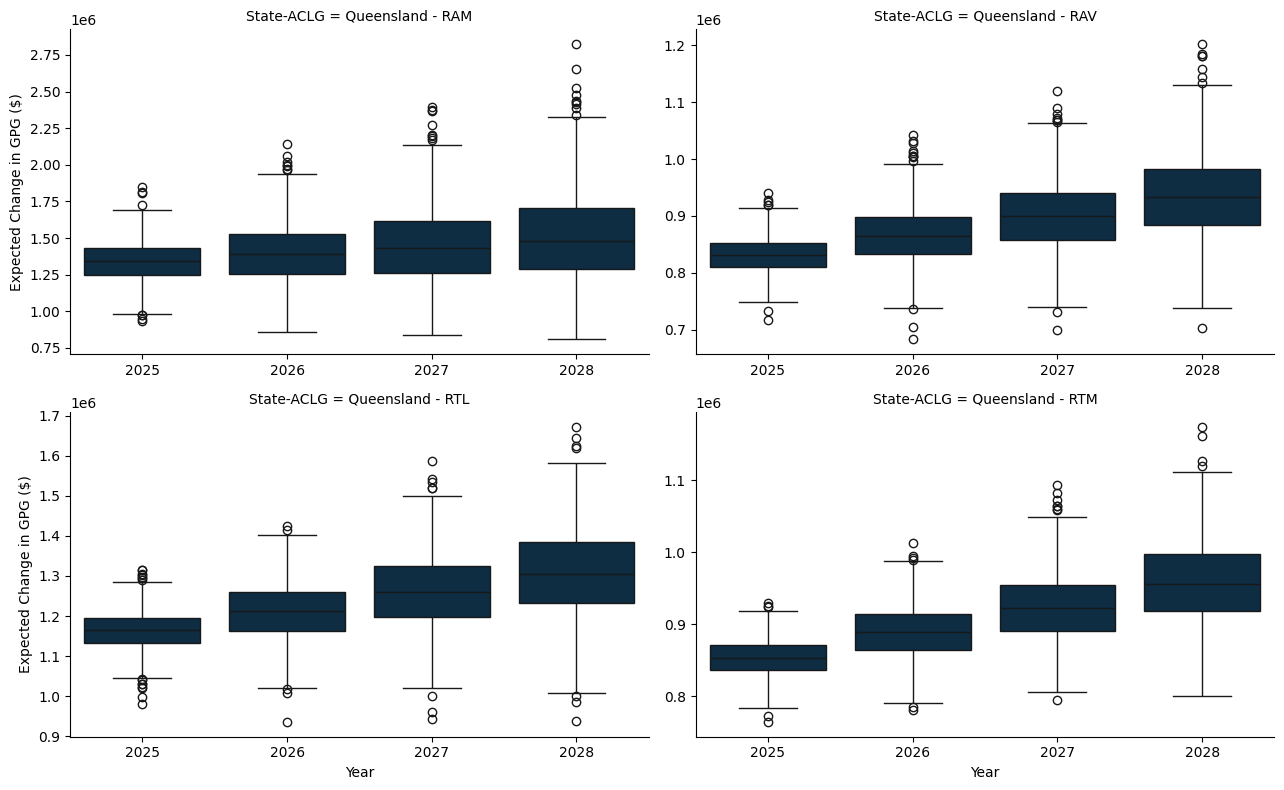 State-ACLG = Queensland - RAM
1e6
Expected Change in GPG ($)
2.75
2.50
2.25
2.00
1.75
1.50
1.25
1.00
0.75
2025 2026 2027 2028
State-ACLG = Queensland - RAV
1e6
1.2
1.1
1.0
0.9
0.8
0.7
2025 2026 2027 2028
State-ACLG = Queensland - RTL
1e6
Expected Change in GPG ($)
1.7
1.6
1.5
1.4
1.3
1.2
1.1
1.0
0.9
2025 2026 2027 2028
Year
State-ACLG = Queensland - RTM
1e6
1.1
1.0
0.9
0.8
2025 2026 2027 2028
Year